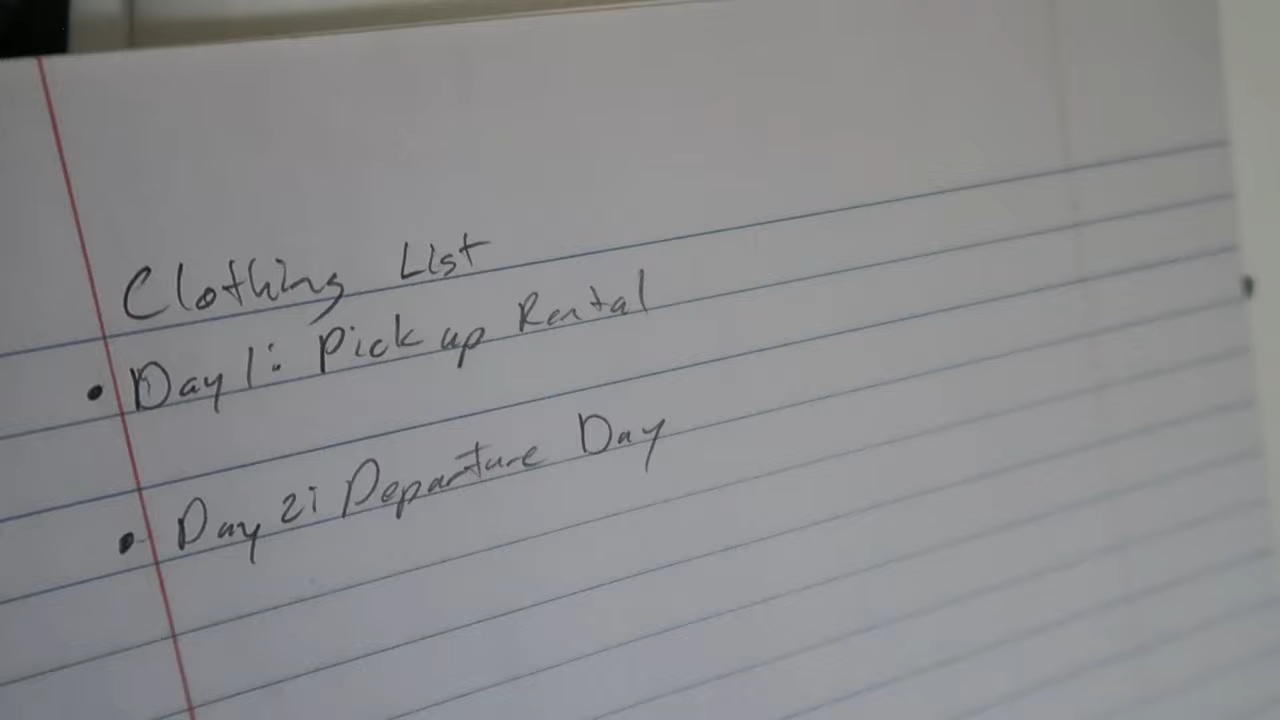 Clothing List
• Day 1: Pick up Rental
• Day 2: Departure Day